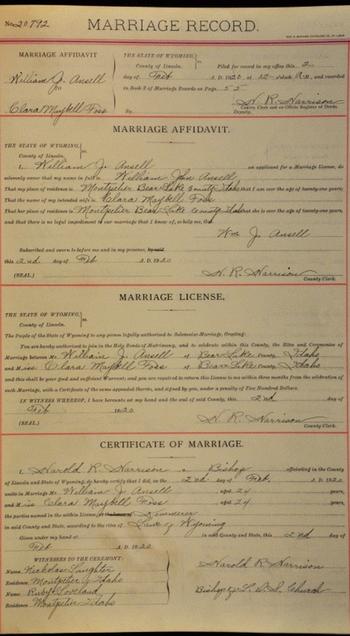 No. 20792
MARRIAGE RECORD.
MARRIAGE AFFIDAVIT
William J. Ansell
TO
Clara Maybell Foss
THE STATE OF WYOMING, } ss.
County of Lincoln.
Filed for record in my office this 2
day of Feb A. D. 1920 at 12 o'clock M., and recorded
in Book 2 of Marriage Records on Page 55
H. R. Harrison
County Clerk and ex-Officio Register of Deeds.
Deputy.
MARRIAGE AFFIDAVIT.
THE STATE OF WYOMING, } ss.
County of Lincoln.
I, William J. Ansell an applicant for a Marriage License, do
solemnly swear that my name in full is William John Ansell
That my place of residence is Montpelier Bear Lake County Idaho that I am over the age of twenty-one years;
That the name of my intended wife is Clara Maybell Foss
That her place of residence is Montpelier Bear Lake County Idaho that she is over the age of twenty-one years;
and that there is no legal impediment to our marriage that I know of, so help me, God.
Wm J. Ansell
Subscribed and sworn to before me and in my presence,
this 2nd day of Feb A. D. 1920
(SEAL.) H. R. Harrison
County Clerk.
MARRIAGE LICENSE.
THE STATE OF WYOMING, } ss.
County of Lincoln.
The People of the State of Wyoming to any person legally authorized to Solemnize Marriage, Greeting:
You are hereby authorized to join in the Holy Bonds of Matrimony, and to celebrate within this County, the Rites and Ceremonies
of Marriage between Mr. William J. Ansell of Bear Lake County Idaho
and Miss Clara Maybell Foss of Bear Lake County Idaho
and this shall be your good and sufficient Warrant; and you are required to return this License to me within three months from the celebration of
such Marriage, with a Certificate of the same appended thereto, and signed by you, under a penalty of Five Hundred Dollars.
IN WITNESS WHEREOF, I have hereunto set my hand and the seal of said County, this 2nd day of
Feb 1920
(SEAL.) H. R. Harrison
County Clerk.
CERTIFICATE OF MARRIAGE.
I, Harold R. Harrison a Bishop officiating in the County
of Lincoln and State of Wyoming, do hereby certify that I did, on the 2nd day of Feb, A. D. 1920
unite in Marriage Mr. William J. Ansell aged 24 years,
and Miss Clara Maybell Foss aged 24 years,
the parties named in the within License, Kemmerer
in said County and State, according to the rites of Laws of Wyoming
Given under my hand in said County and State, this 2nd day of
Feb A. D. 1920
WITNESSES TO THE CEREMONY:
Name, Nickolas Laughter
Residence, Montpelier Idaho
Name, Ruby Loveland
Residence, Montpelier Idaho
Harold R. Harrison
Bishop of L. D. S. Church